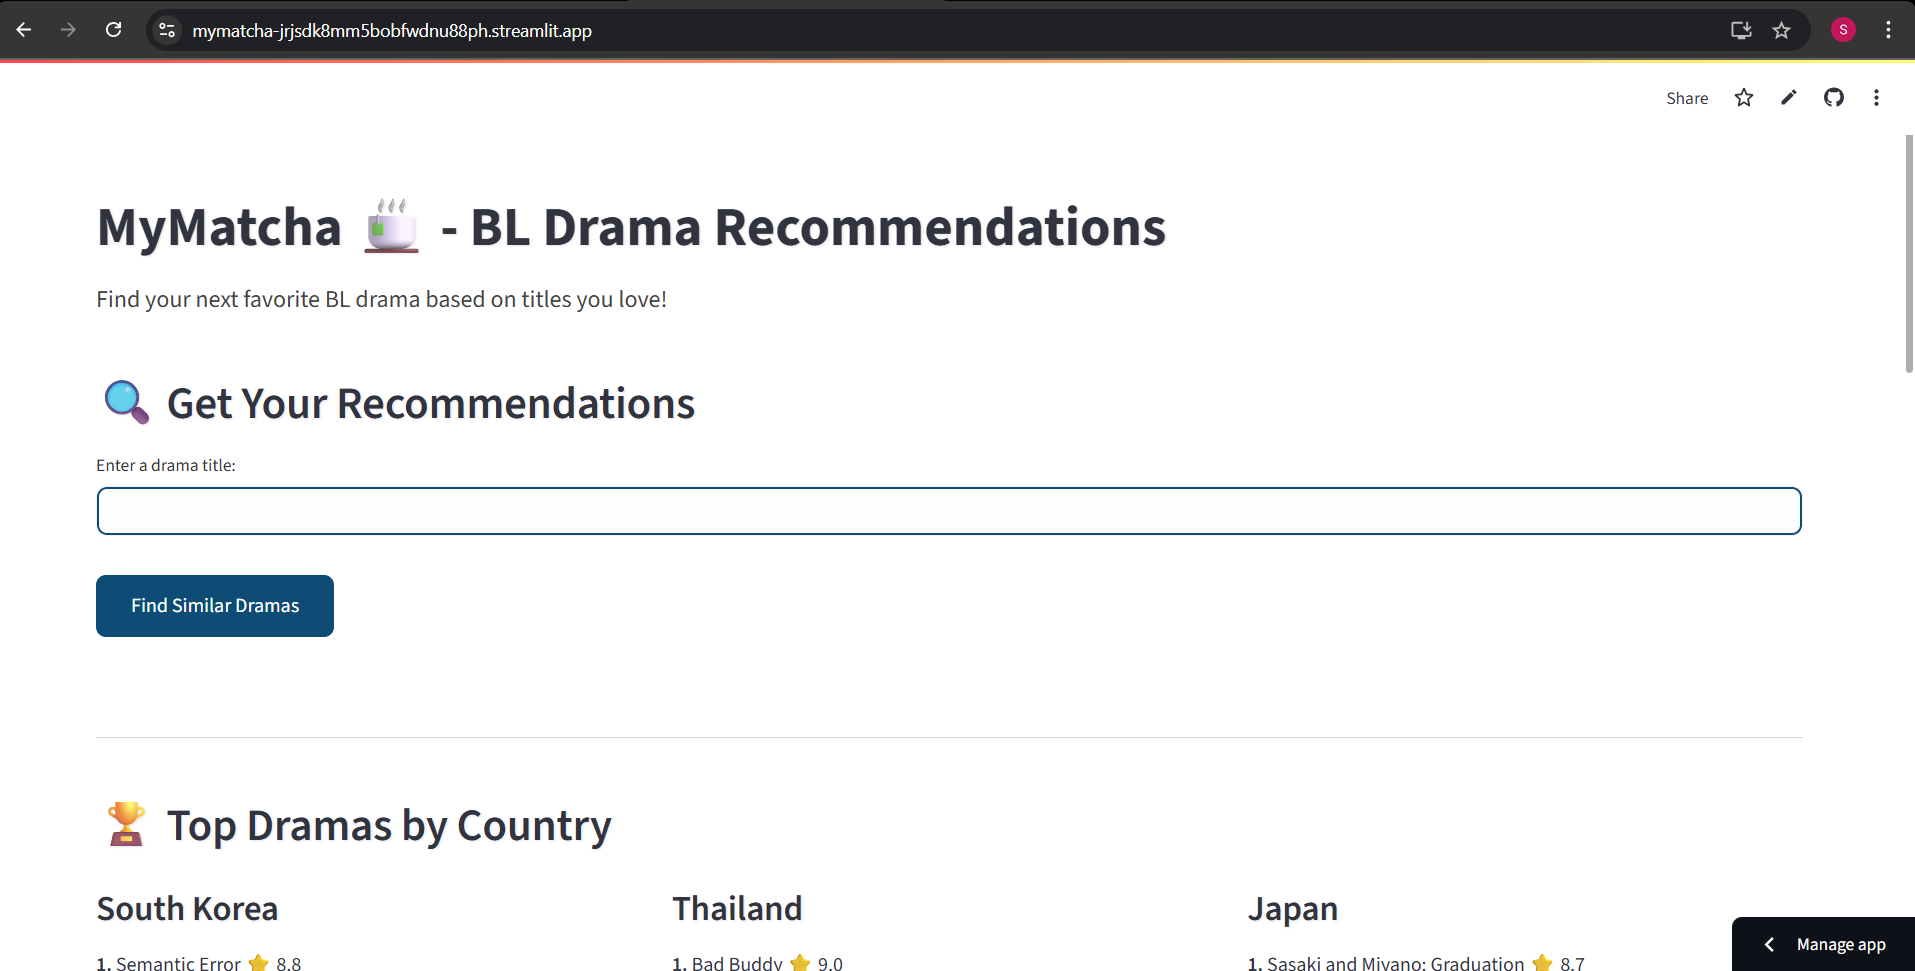 mymatcha-jrjsdk8mm5bobfwdnu88ph.streamlit.app
S
Share
MyMatcha - BL Drama Recommendations
Find your next favorite BL drama based on titles you love!
Get Your Recommendations
Enter a drama title:
Find Similar Dramas
Top Dramas by Country
South Korea
Thailand
Japan
1. Semantic Error ⭐ 8.8
1. Bad Buddy ⭐ 9.0
1. Sasaki and Miyano: Graduation ⭐ 8.7
Manage app